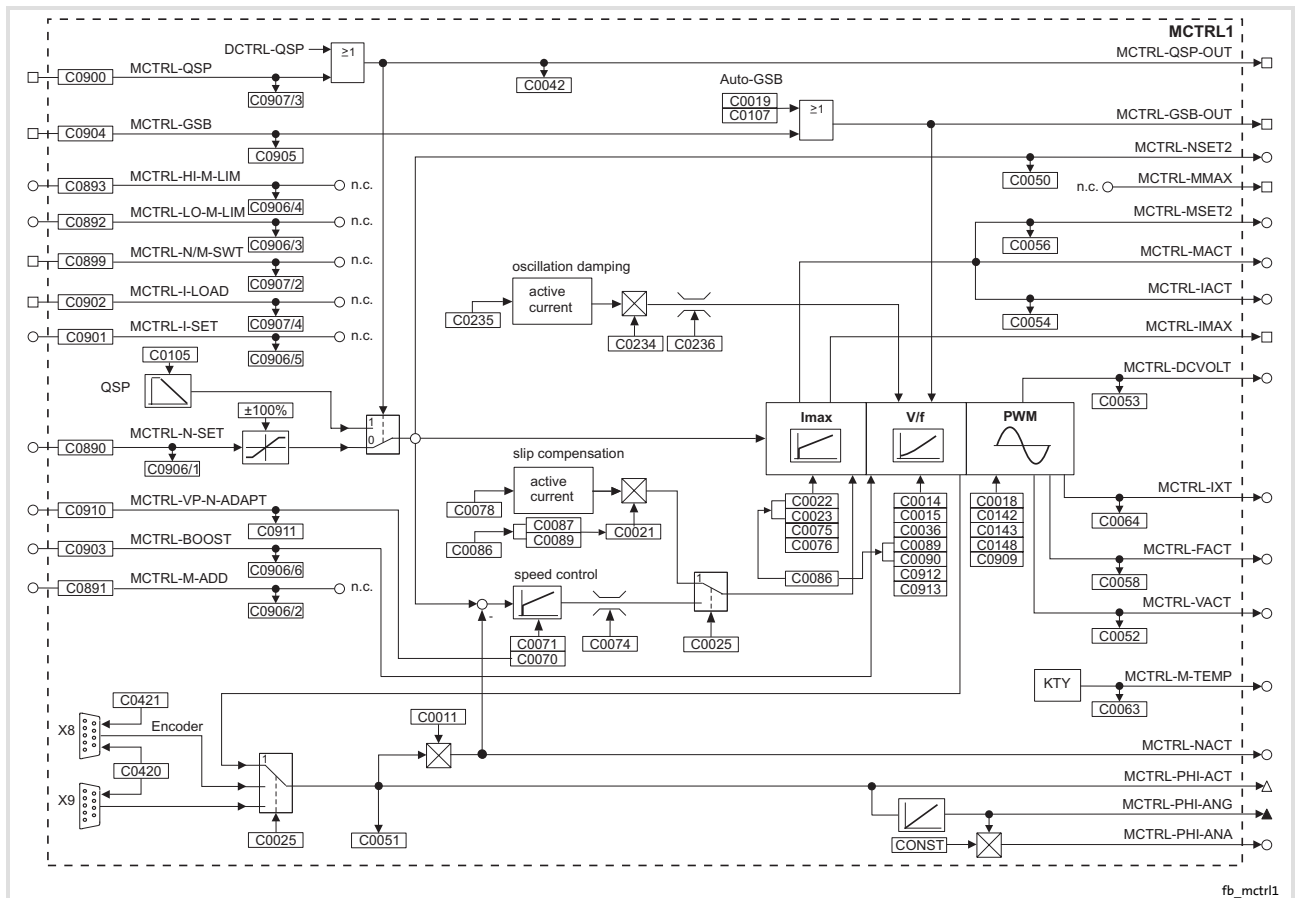 MCTRL1
DCTRL-QSP
≥1
MCTRL-QSP-OUT
C0900
MCTRL-QSP
C0907/3
C0042
Auto-GSB
C0019
C0107
≥1
C0904
MCTRL-GSB
C0905
MCTRL-GSB-OUT
MCTRL-NSET2
C0050
C0893
MCTRL-HI-M-LIM
n.c.
C0906/4
n.c.
MCTRL-MMAX
C0892
MCTRL-LO-M-LIM
n.c.
C0906/3
MCTRL-MSET2
C0056
C0899
MCTRL-N/M-SWT
n.c.
C0907/2
MCTRL-MACT
C0902
MCTRL-I-LOAD
n.c.
C0907/4
MCTRL-IACT
C0054
C0901
MCTRL-I-SET
n.c.
C0906/5
MCTRL-IMAX
oscillation damping
active
current
C0235
C0234
C0236
C0105
QSP
MCTRL-DCVOLT
C0053
±100%
1
0
C0890
MCTRL-N-SET
C0906/1
Imax
V/f
PWM
slip compensation
active
current
C0078
C0087
C0089
C0021
C0086
C0022
C0023
C0075
C0076
C0086
C0014
C0015
C0036
C0089
C0090
C0912
C0913
C0018
C0142
C0143
C0148
C0909
MCTRL-IXT
C0064
C0910
MCTRL-VP-N-ADAPT
C0911
C0903
MCTRL-BOOST
C0906/6
MCTRL-FACT
C0058
C0891
MCTRL-M-ADD
n.c.
C0906/2
speed control
-
C0071
C0070
C0074
1
C0025
MCTRL-VACT
C0052
KTY
MCTRL-M-TEMP
C0063
C0421
X8
Encoder
C0420
X9
1
C0025
C0011
C0051
MCTRL-NACT
MCTRL-PHI-ACT
MCTRL-PHI-ANG
CONST
MCTRL-PHI-ANA
fb_mctrl1